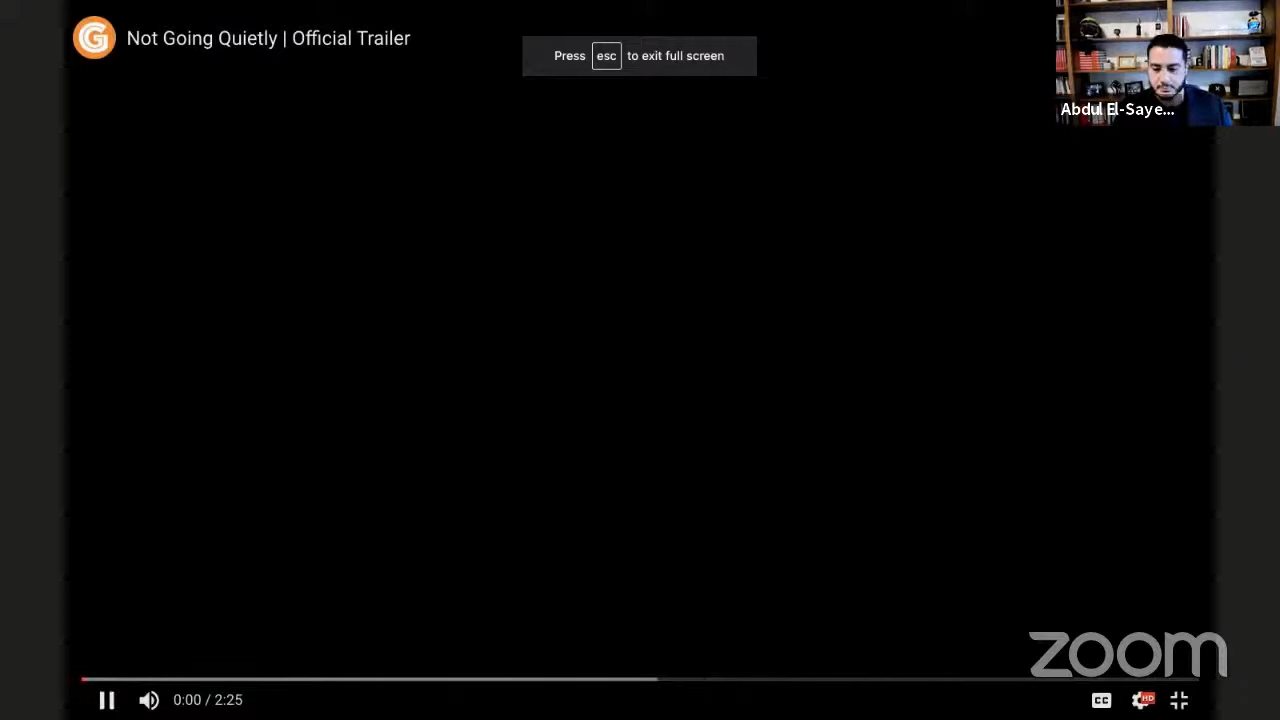 G
Not Going Quietly | Official Trailer
Press esc to exit full screen
Abdul El-Saye...
zoom
0:00 / 2:25
CC
HD